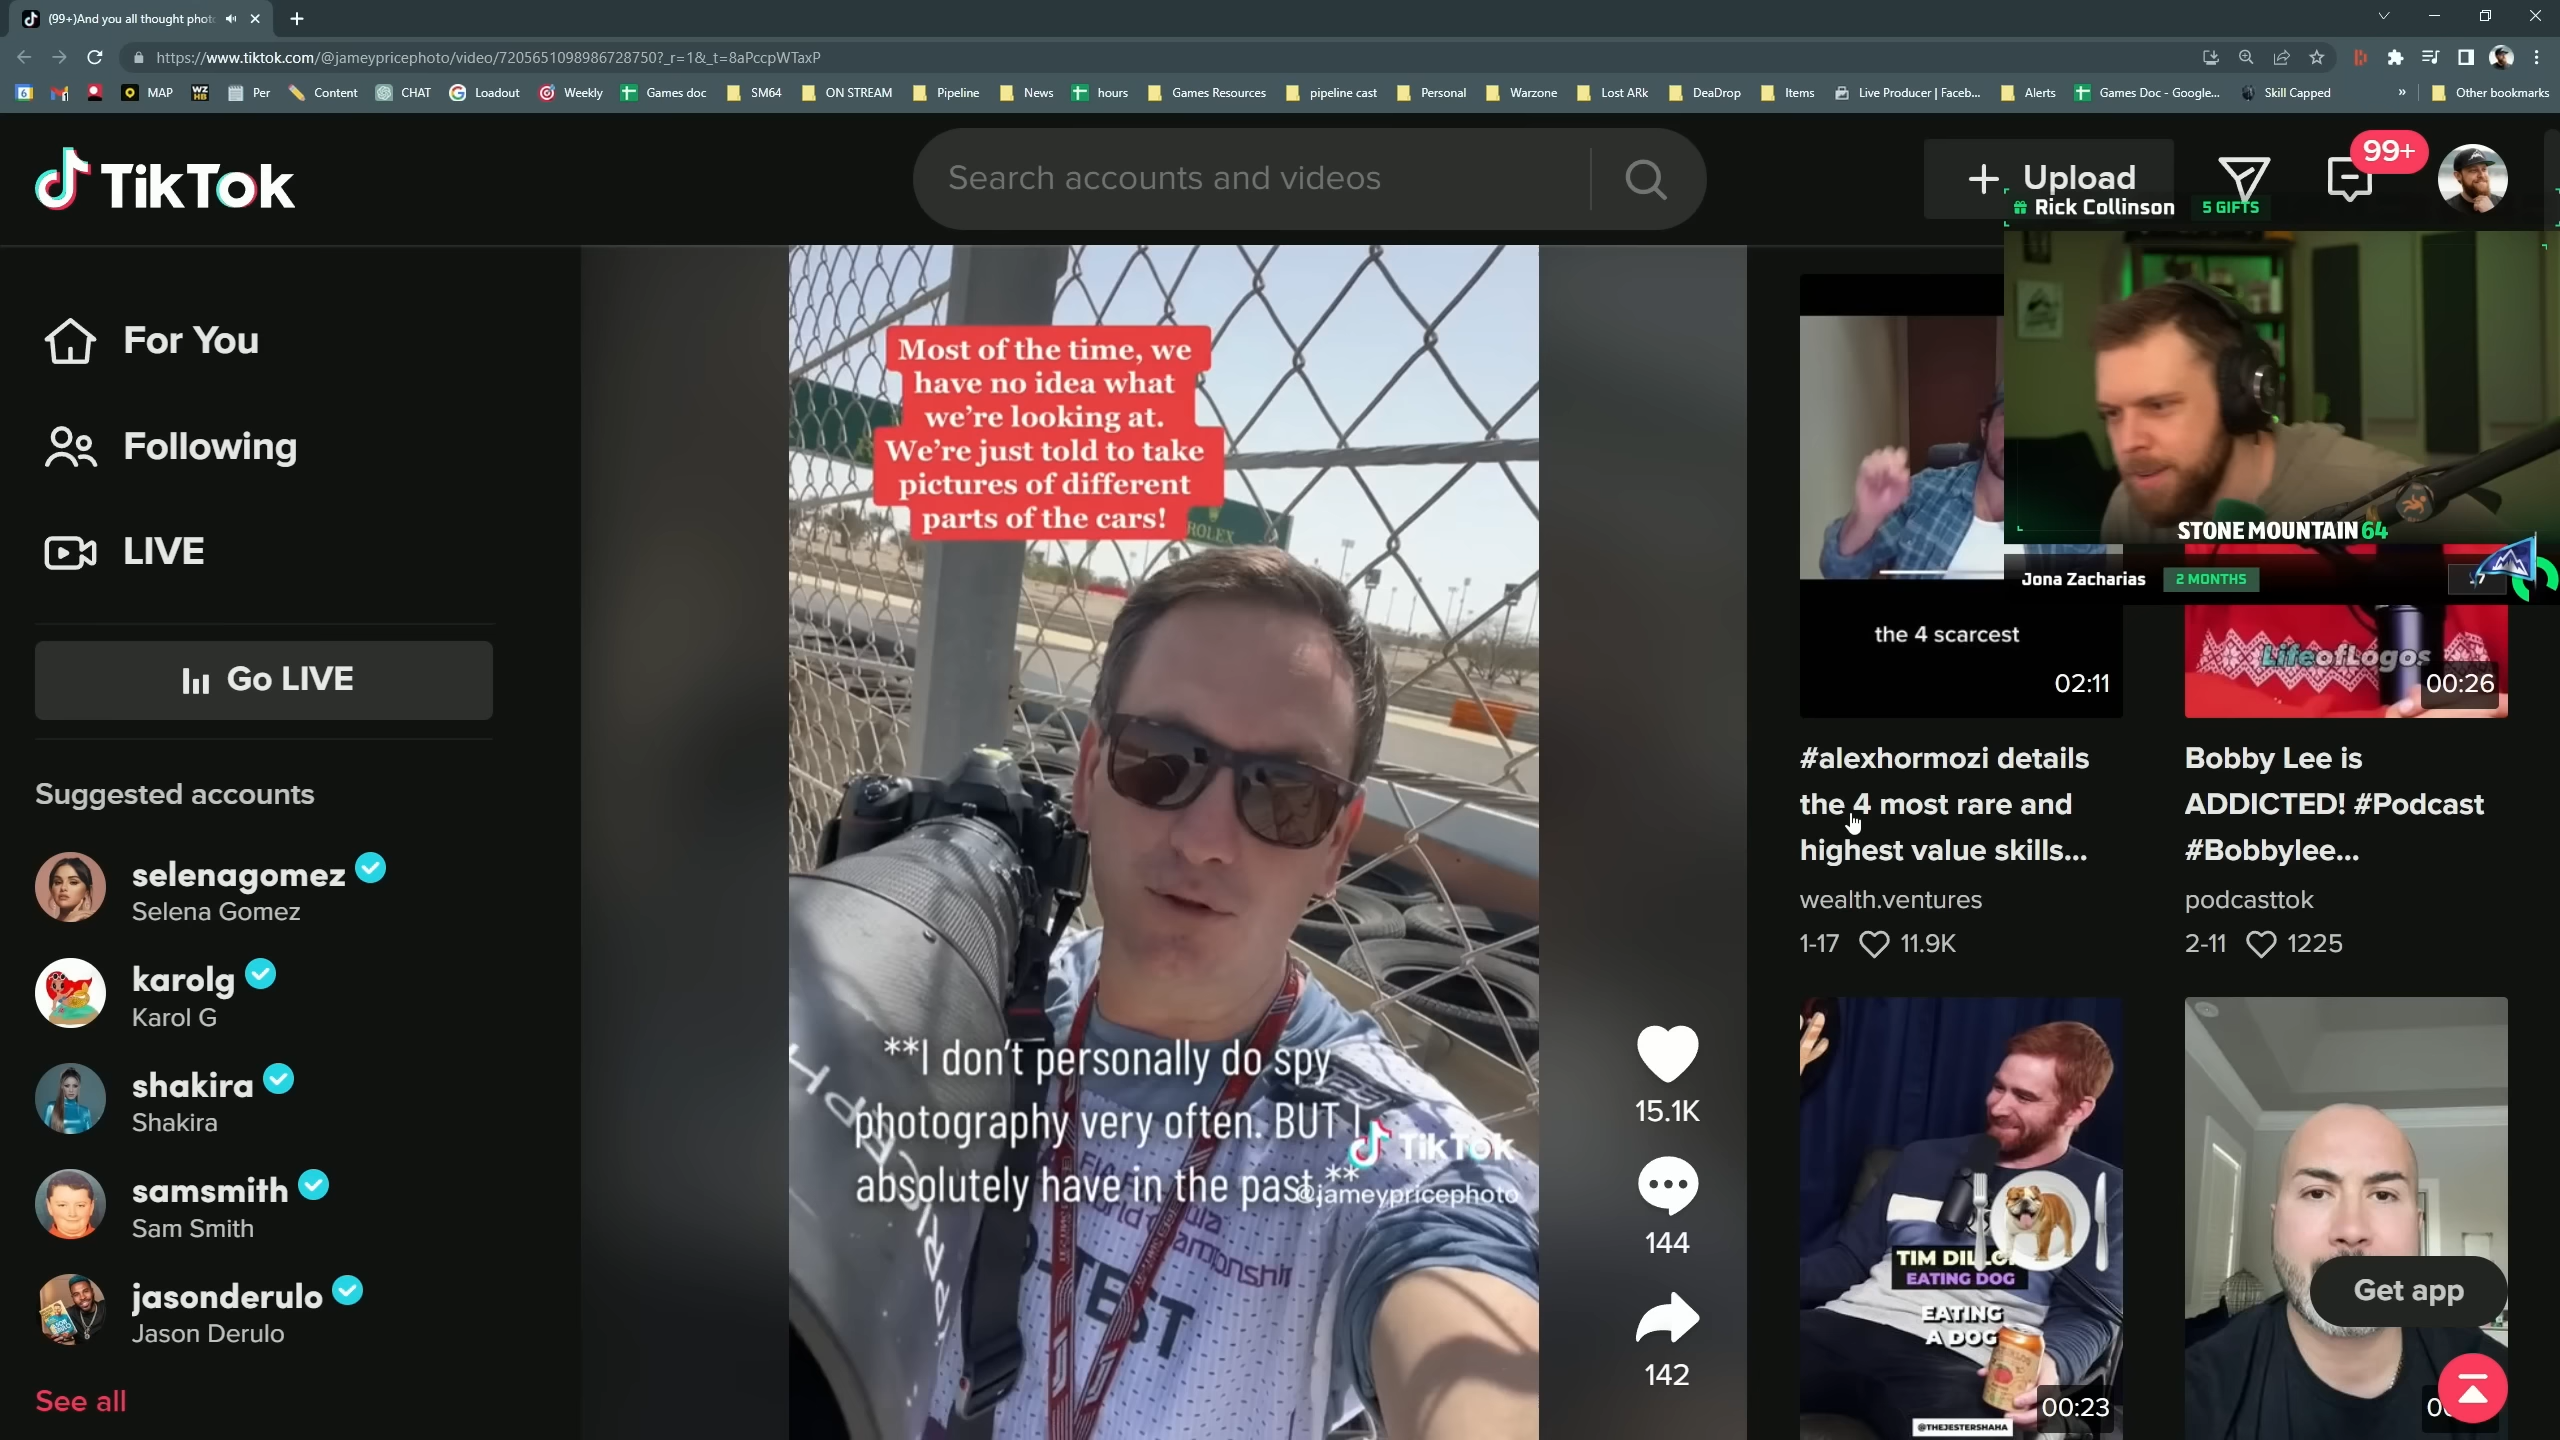 (99+)And you all thought phot
https://www.tiktok.com/@jameypricephoto/video/7205651098986728750?_r=1&_t=8aPccpWTaxP
6
MAP
WZ
HB
Per
Content
CHAT
Loadout
Weekly
Games doc
SM64
ON STREAM
Pipeline
News
hours
Games Resources
pipeline cast
Personal
Warzone
Lost ARk
DeaDrop
Items
Live Producer | Faceb...
Alerts
Games Doc - Google...
Skill Capped
»
Other bookmarks
TikTok
Search accounts and videos
Upload
99+
Rick Collinson
5 GIFTS
For You
Following
LIVE
Go LIVE
Suggested accounts
selenagomez
Selena Gomez
karolg
Karol G
shakira
Shakira
samsmith
Sam Smith
jasonderulo
Jason Derulo
See all
Most of the time, we
have no idea what
we're looking at.
We're just told to take
pictures of different
parts of the cars!
ROLEX
**I don't personally do spy
photography very often. BUT I
absolutely have in the past.**
TikTok
@jameypricephoto
TEST
15.1K
144
142
STONE MOUNTAIN 64
Jona Zacharias
2 MONTHS
the 4 scarcest
02:11
LifeofLogos
00:26
#alexhormozi details
the 4 most rare and
highest value skills...
wealth.ventures
1-17
11.9K
Bobby Lee is
ADDICTED! #Podcast
#Bobbylee...
podcasttok
2-11
1225
EATING DOG
EATING
A DOG
@THEJESTERSHAHA
00:23
Get app